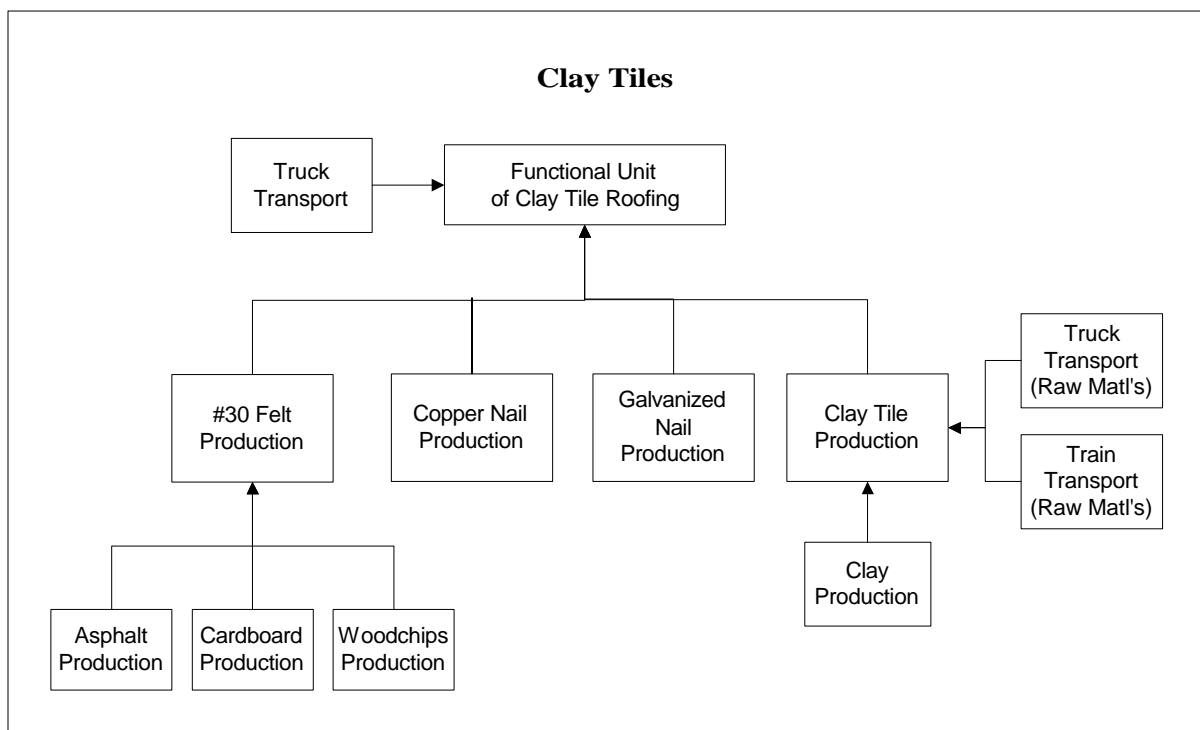 Clay Tiles
Truck
Transport
Functional Unit
of Clay Tile Roofing
#30 Felt
Production
Copper Nail
Production
Galvanized
Nail
Production
Clay Tile
Production
Truck
Transport
(Raw Matl's)
Train
Transport
(Raw Matl's)
Clay
Production
Asphalt
Production
Cardboard
Production
Woodchips
Production